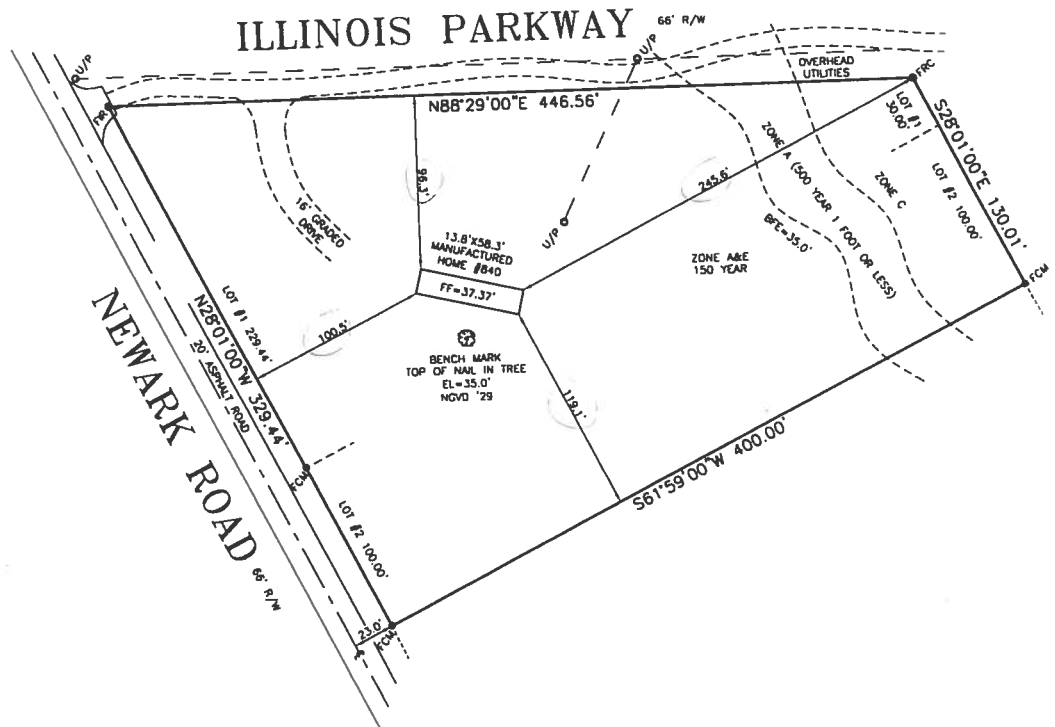 ILLINOIS PARKWAY 66' R/W
U/P
U/P
OVERHEAD
UTILITIES
FRC
FIR
N88°29'00"E 446.56'
LOT #1
30.00'
S28°01'00"E 130.01'
LOT #2 100.00'
ZONE A (500 YEAR 1 FOOT OR LESS)
ZONE C
BFE=35.0'
96.3'
245.6'
16' GRADED
DRIVE
U/P
13.8'X58.3'
MANUFACTURED
HOME #840
FF=37.37'
ZONE A&E
150 YEAR
FCM
NEWARK ROAD 66' R/W
LOT #1 229.44'
N28°01'00"W 329.44'
20' ASPHALT ROAD
100.5'
BENCH MARK
TOP OF NAIL IN TREE
EL=35.0'
NGVD '29
119.1'
S61°59'00"W 400.00'
FCM
LOT #2 100.00'
23.0'
FCM